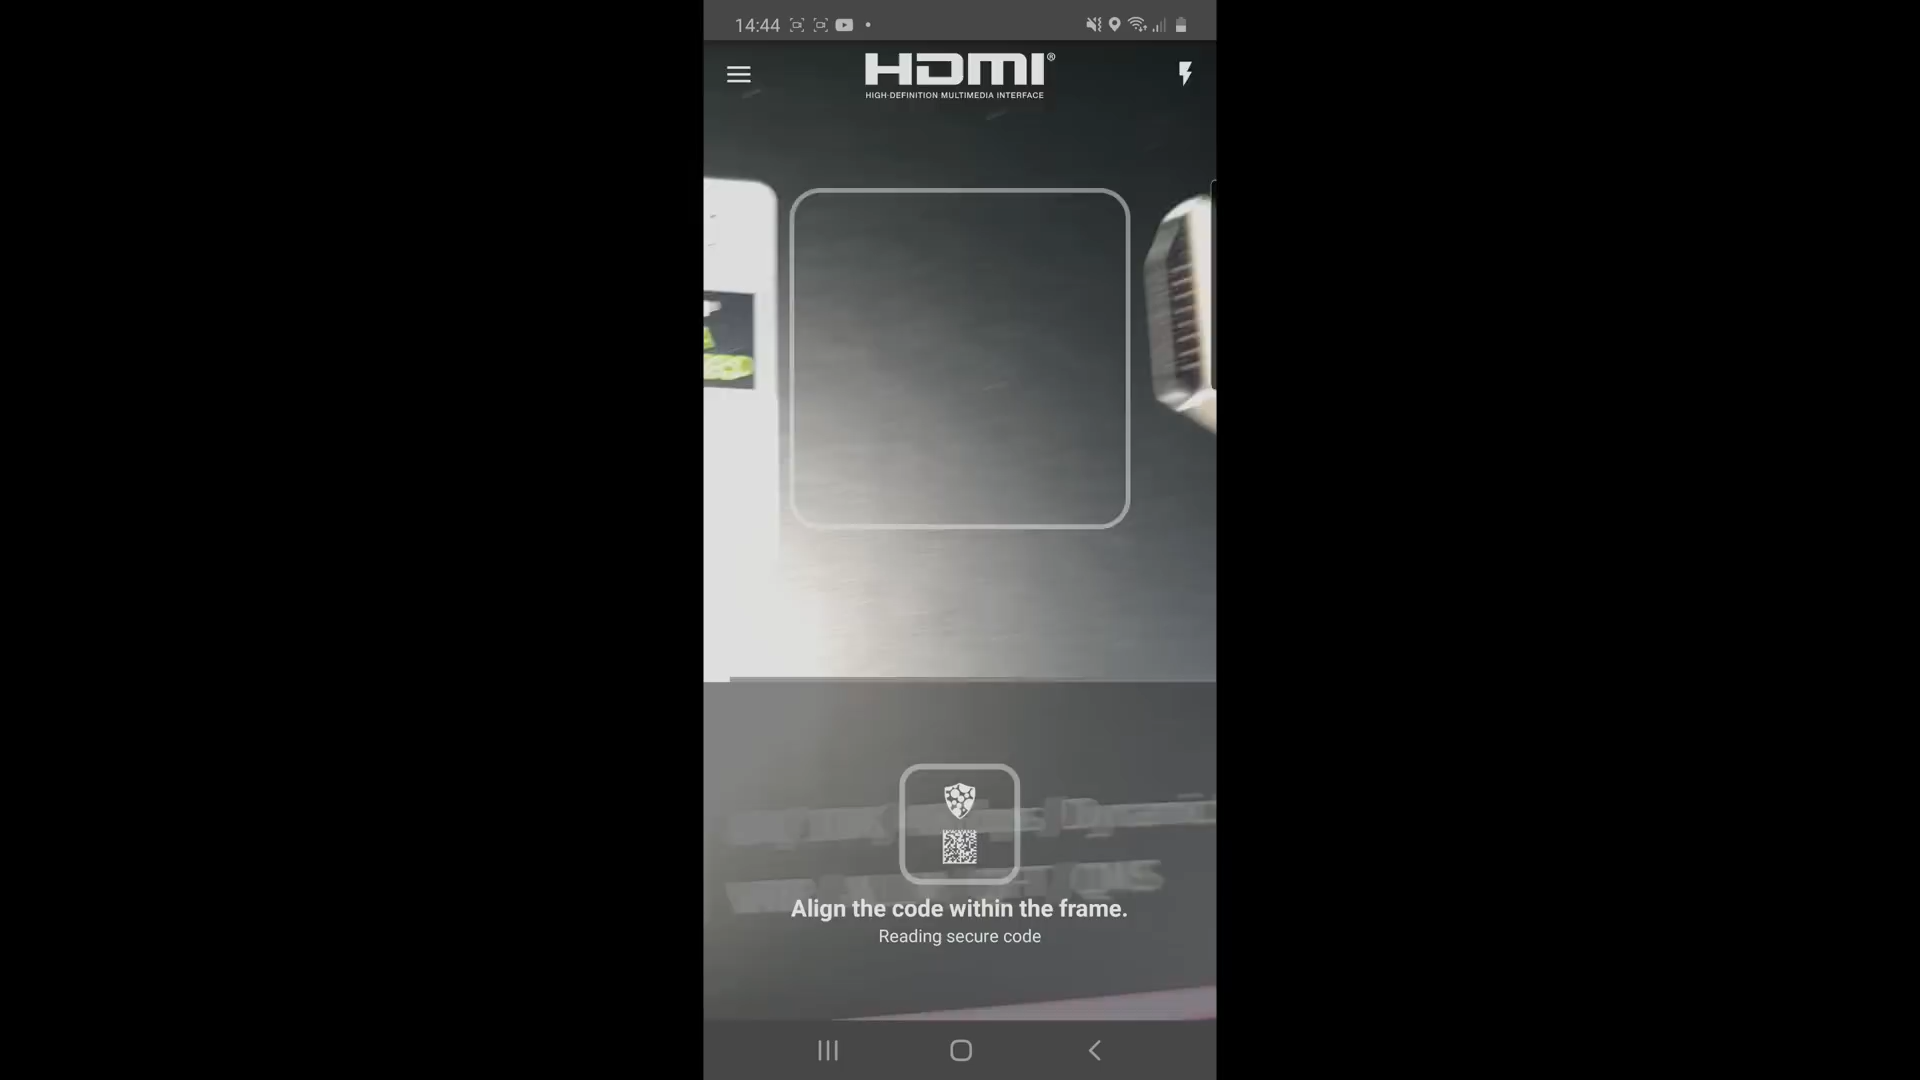 14:44
HDMI®
HIGH-DEFINITION MULTIMEDIA INTERFACE
Align the code within the frame.
Reading secure code